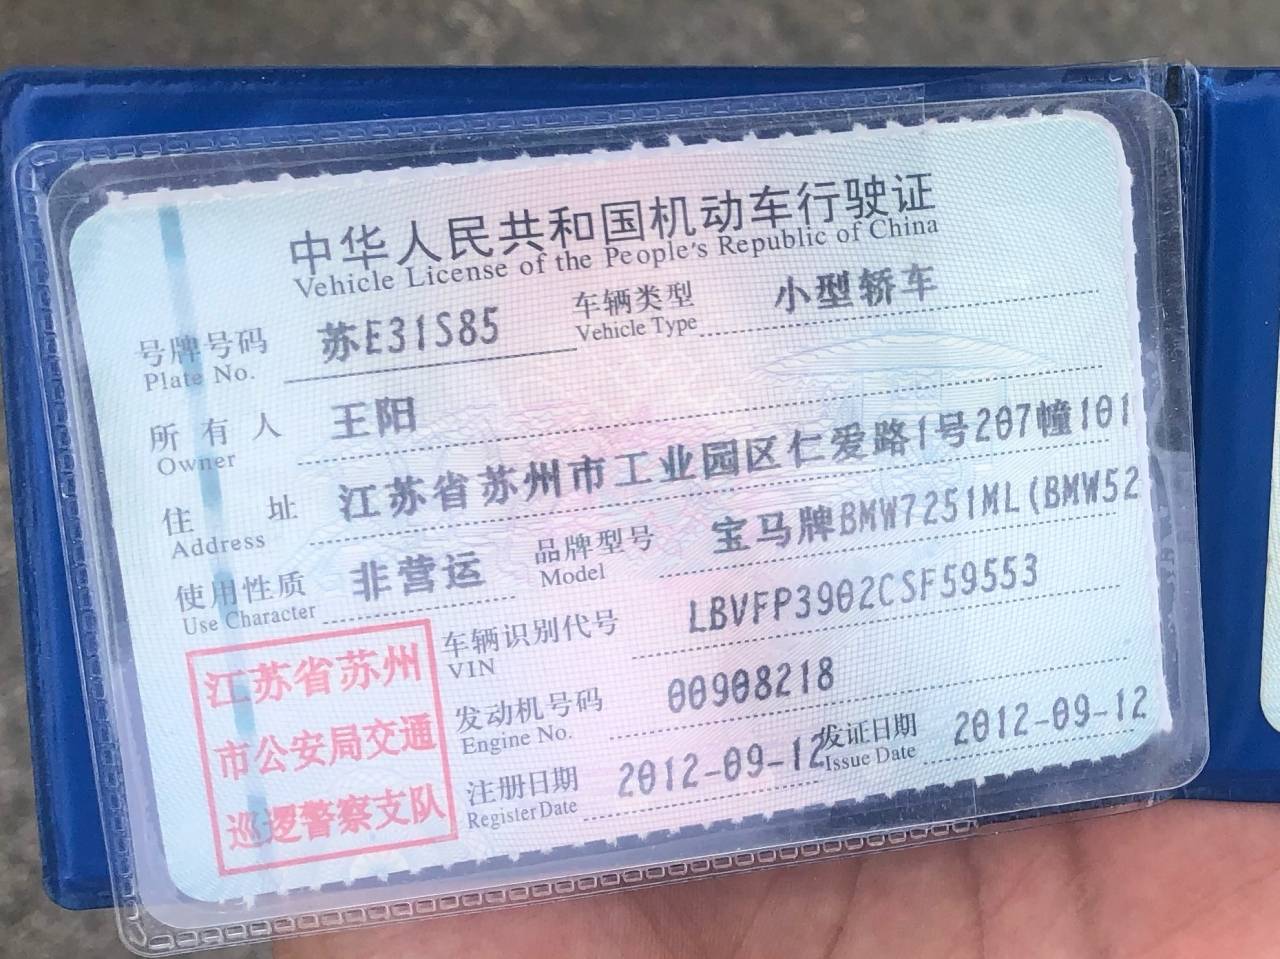 中华人民共和国机动车行驶证
Vehicle License of the People's Republic of China
号牌号码 苏E31S85 车辆类型 小型轿车
Plate No. Vehicle Type
所有人 王阳
Owner
住址 江苏省苏州市工业园区仁爱路1号207幢101
Address
使用性质 非营运 品牌型号 宝马牌BMW7251ML(BMW52
Use Character Model
车辆识别代号 LBVFP3902CSF59553
VIN
发动机号码 00908218
Engine No.
注册日期 2012-09-12 发证日期 2012-09-12
Register Date Issue Date
江苏省苏州
市公安局交通
巡逻警察支队